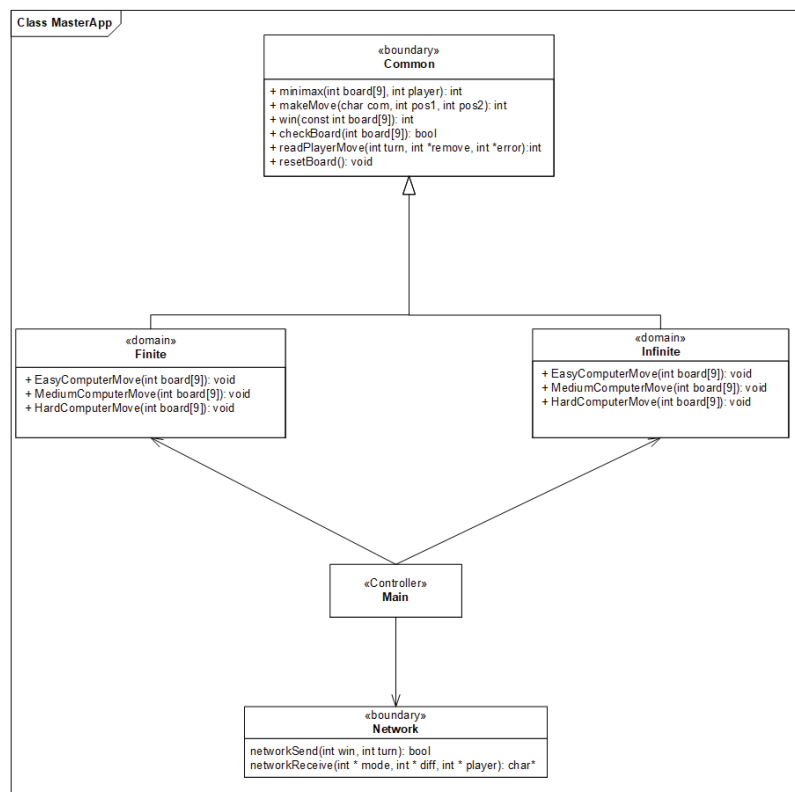 Class MasterApp
«boundary»
Common
+ minimax(int board[9], int player): int
+ makeMove(char com, int pos1, int pos2): int
+ win(const int board[9]): int
+ checkBoard(int board[9]): bool
+ readPlayerMove(int turn, int *remove, int *error):int
+ resetBoard(): void
«domain»
Finite
+ EasyComputerMove(int board[9]): void
+ MediumComputerMove(int board[9]): void
+ HardComputerMove(int board[9]): void
«domain»
Infinite
+ EasyComputerMove(int board[9]): void
+ MediumComputerMove(int board[9]): void
+ HardComputerMove(int board[9]): void
«Controller»
Main
«boundary»
Network
networkSend(int win, int turn): bool
networkReceive(int * mode, int * diff, int * player): char*